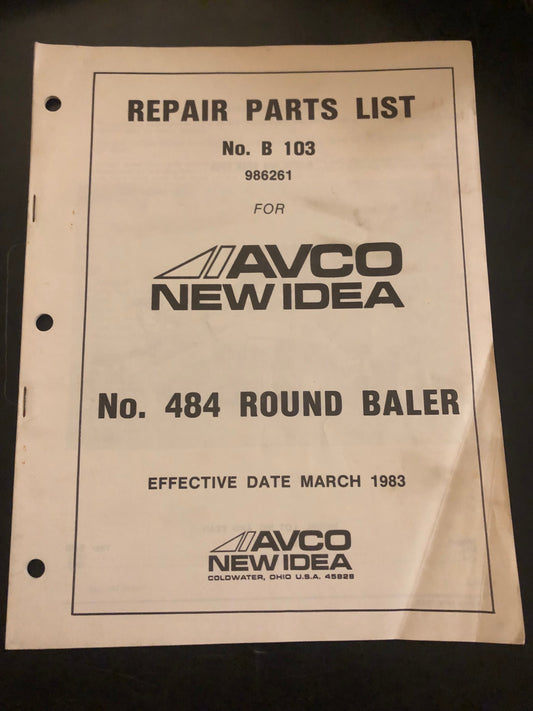 REPAIR PARTS LIST
No. B 103
986261
FOR
AVCO
NEW IDEA
No. 484 ROUND BALER
EFFECTIVE DATE MARCH 1983
AVCO
NEW IDEA
COLDWATER, OHIO U.S.A. 45828